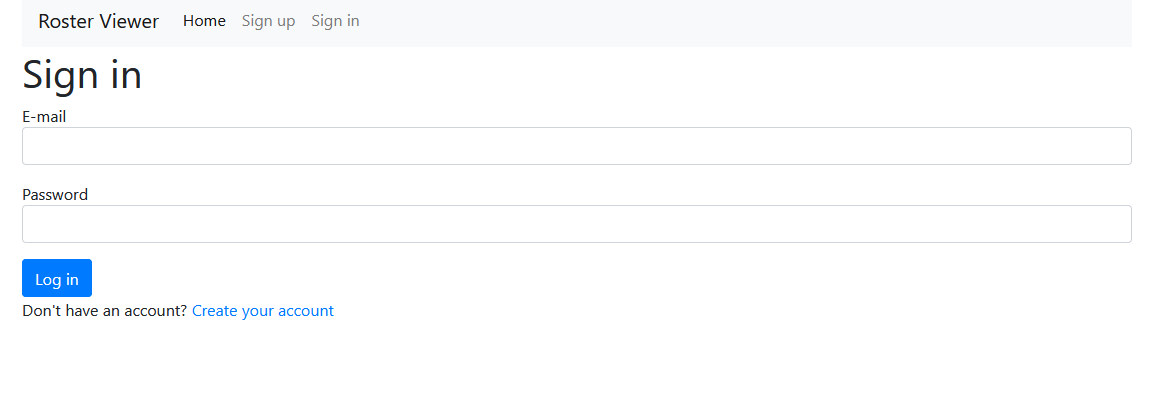 Roster Viewer Home Sign up Sign in
Sign in
E-mail
Password
Log in
Don't have an account? Create your account